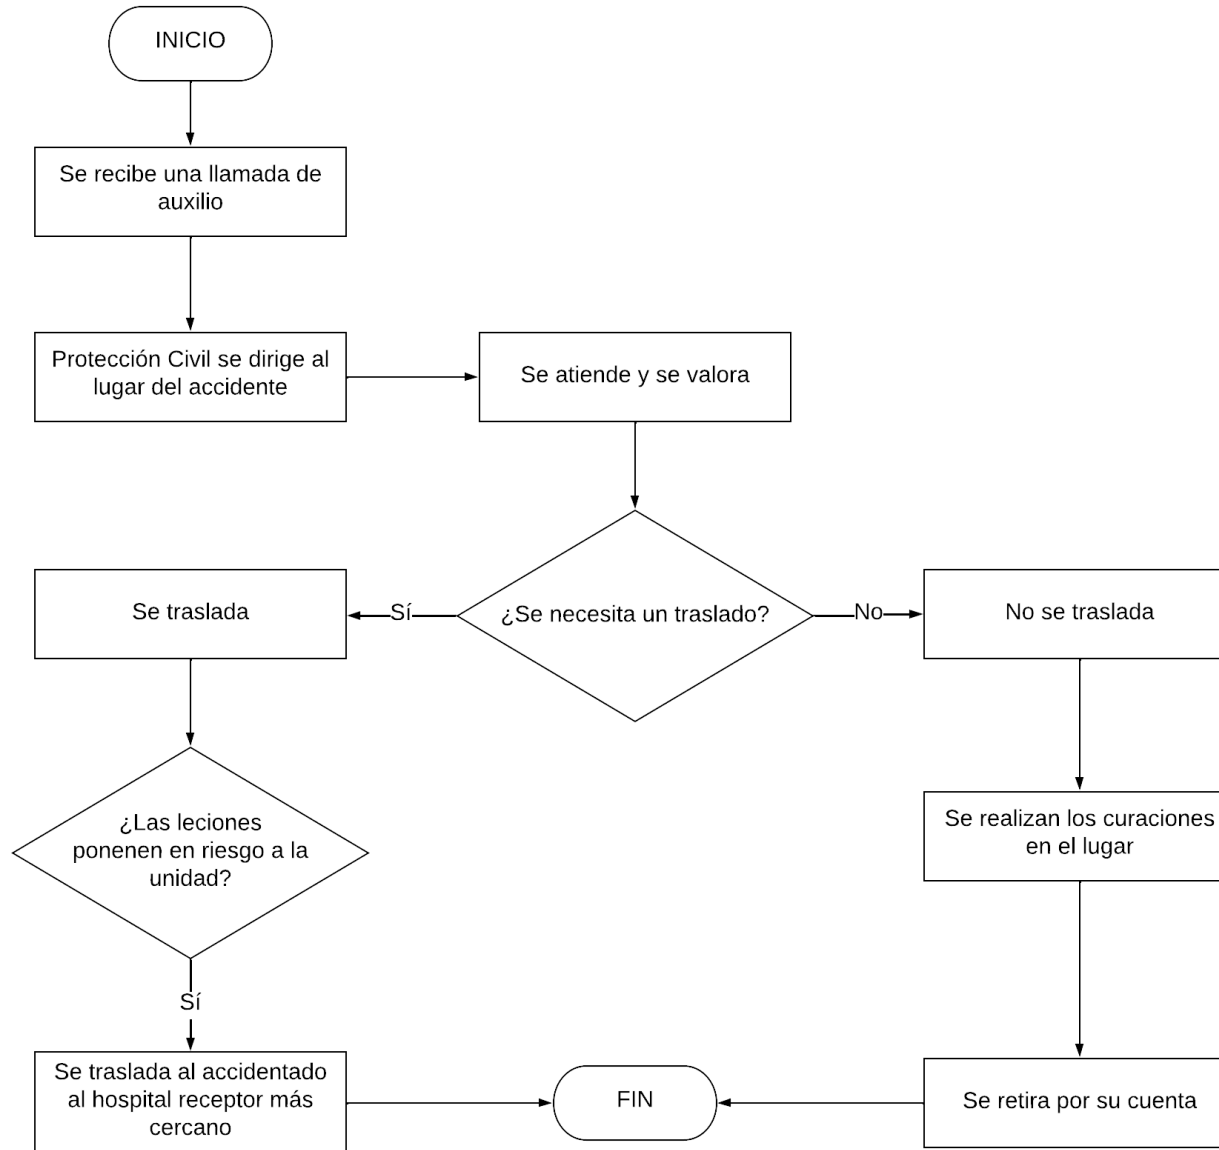 INICIO
Se recibe una llamada de
auxilio
Protección Civil se dirige al
lugar del accidente
Se atiende y se valora
Se traslada
Sí
¿Se necesita un traslado?
No
No se traslada
¿Las leciones
ponenen en riesgo a la
unidad?
Se realizan los curaciones
en el lugar
Sí
Se traslada al accidentado
al hospital receptor más
cercano
FIN
Se retira por su cuenta